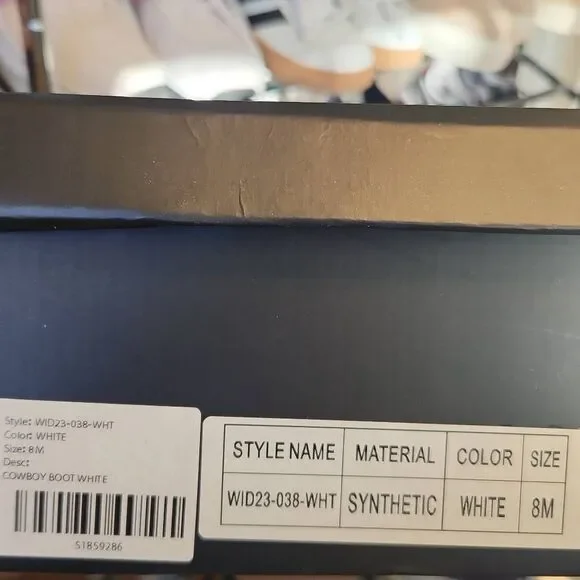 Style: WID23-038-WHT
Color: WHITE
Size: 8M
Desc:
COWBOY BOOT WHITE
51859286
STYLE NAME MATERIAL COLOR SIZE
WID23-038-WHT SYNTHETIC WHITE 8M